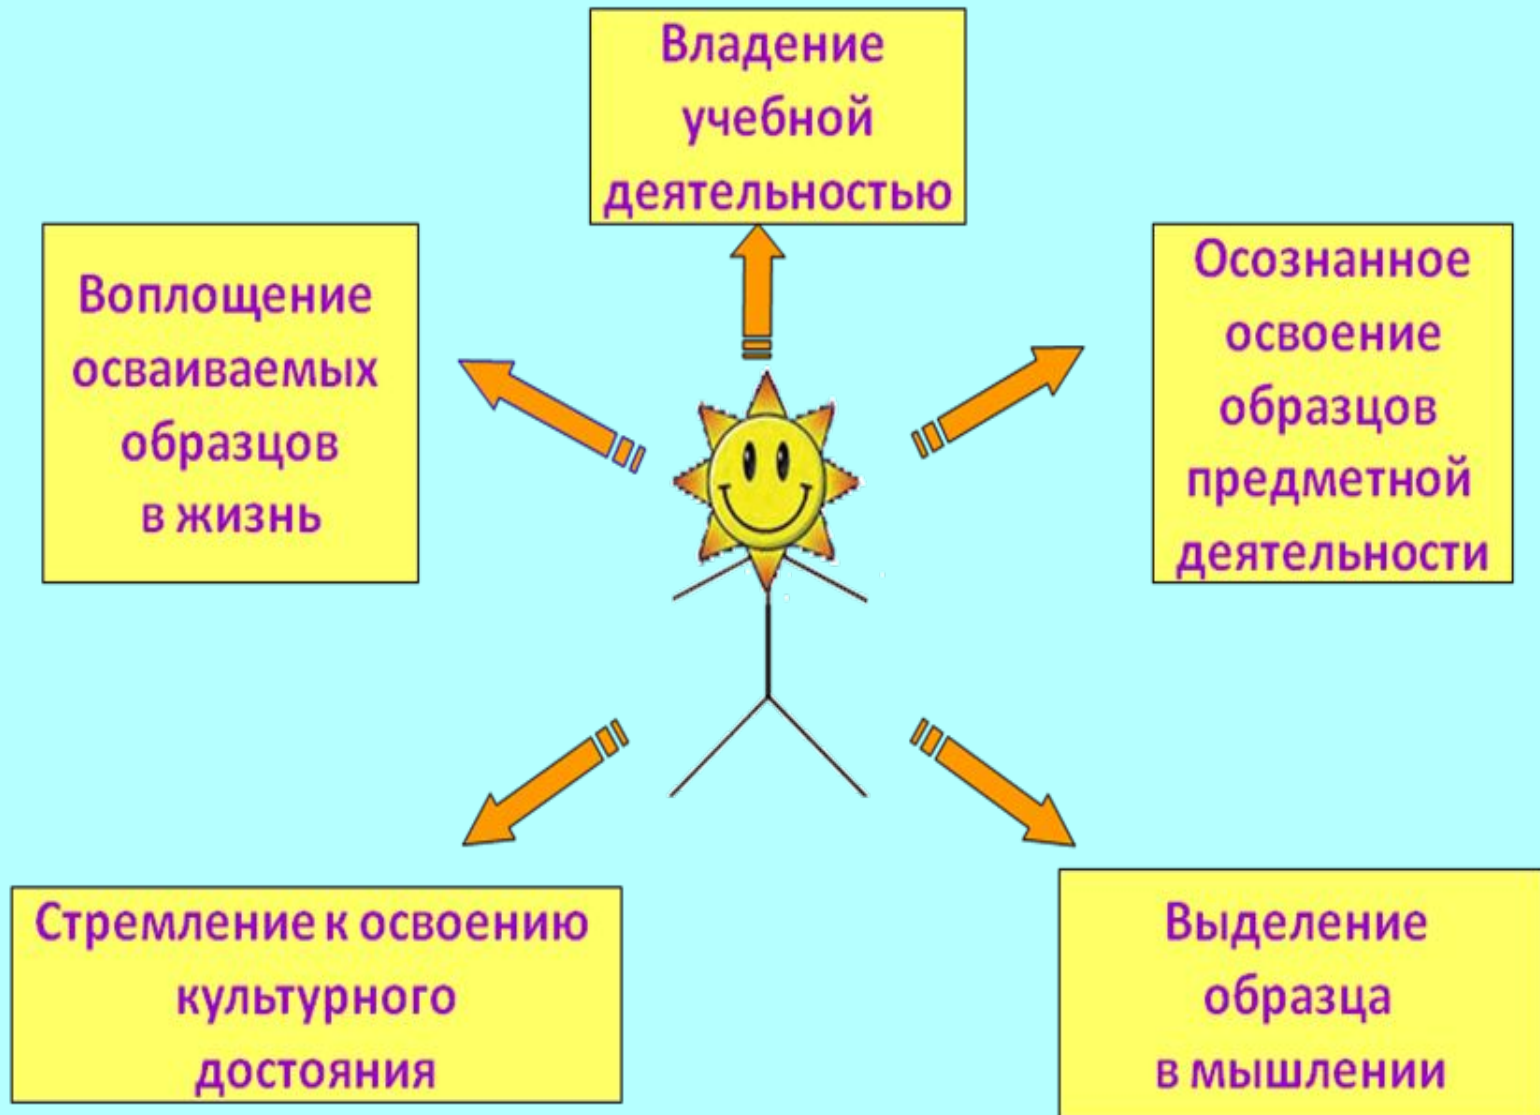 Владение
учебной
деятельностью
Воплощение
осваиваемых
образцов
в жизнь
Осознанное
освоение
образцов
предметной
деятельности
Стремление к освоению
культурного
достояния
Выделение
образца
в мышлении